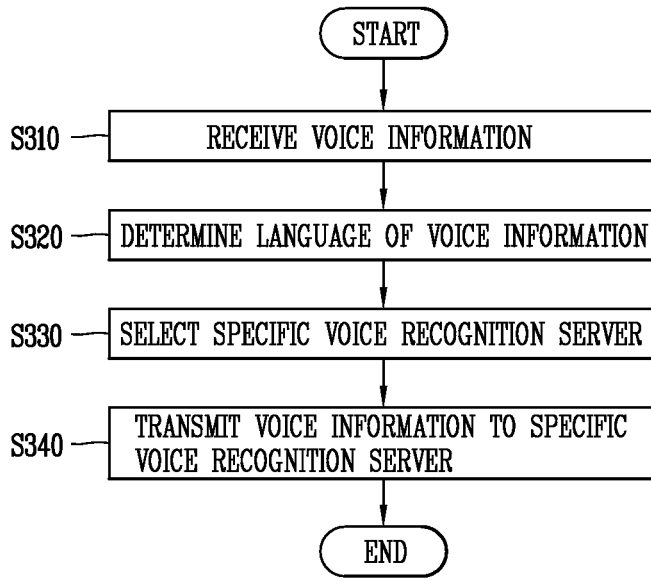 START
S310 RECEIVE VOICE INFORMATION
S320 DETERMINE LANGUAGE OF VOICE INFORMATION
S330 SELECT SPECIFIC VOICE RECOGNITION SERVER
S340 TRANSMIT VOICE INFORMATION TO SPECIFIC
VOICE RECOGNITION SERVER
END